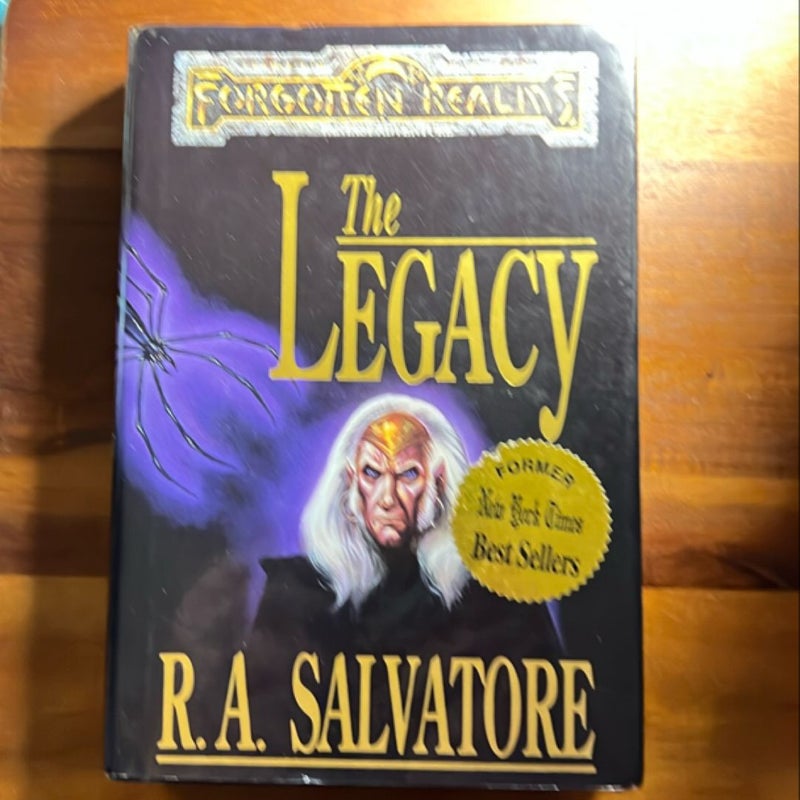 FORGOTTEN REALMS
The
LEGACY
FORMER
New York Times
Best Sellers
R. A. SALVATORE